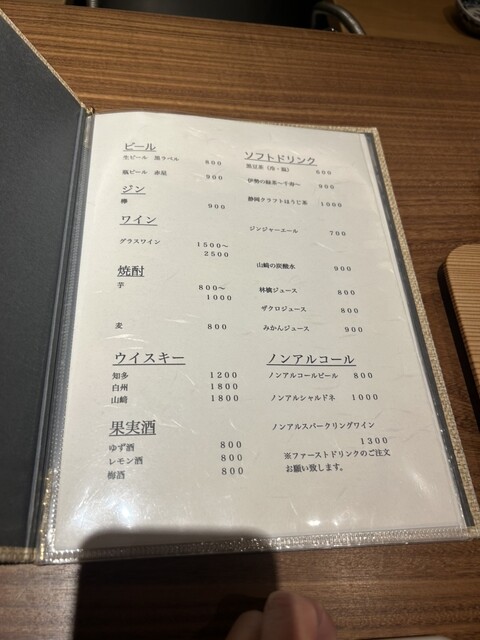 ビール
生ビール 黒ラベル 800
瓶ビール 赤星 900
ジン
欅 900
ワイン
グラスワイン 1500〜
2500
焼酎
芋 800〜
1000
麦 800
ウイスキー
知多 1200
白州 1800
山崎 1800
果実酒
ゆず酒 800
レモン酒 800
梅酒 800
ソフトドリンク
黒豆茶（冷・温） 800
伊勢の緑茶〜千寿〜 900
静岡クラフトほうじ茶 1000
ジンジャーエール 700
山崎の炭酸水 900
林檎ジュース 800
ザクロジュース 800
みかんジュース 900
ノンアルコール
ノンアルコールビール 800
ノンアルシャルドネ 1000
ノンアルスパークリングワイン
1300
※ファーストドリンクのご注文
お願い致します。